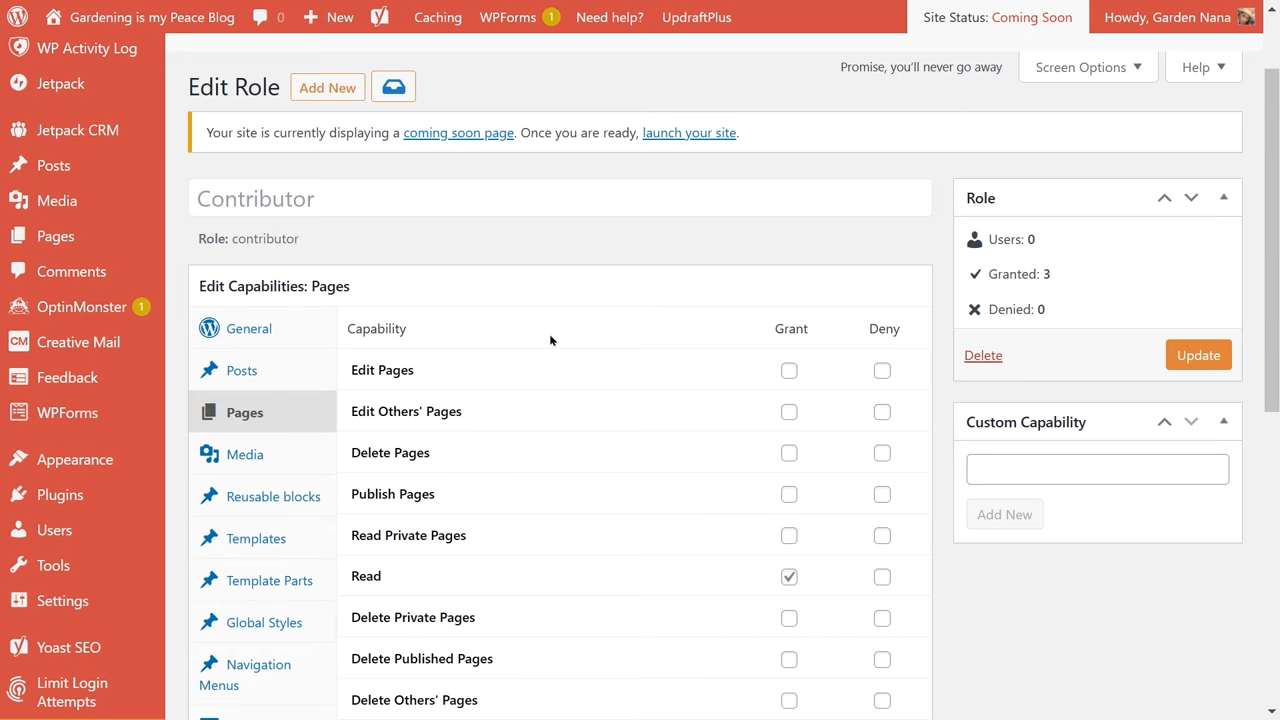 Gardening is my Peace Blog 0 New Caching WPForms 1 Need help? UpdraftPlus Site Status: Coming Soon Howdy, Garden Nana
WP Activity Log
Jetpack
Jetpack CRM
Posts
Media
Pages
Comments
OptinMonster 1
CM Creative Mail
Feedback
WPForms
Appearance
Plugins
Users
Tools
Settings
Yoast SEO
Limit Login
Attempts
Promise, you'll never go away Screen Options Help
Edit Role Add New
Your site is currently displaying a coming soon page. Once you are ready, launch your site.
Contributor
Role: contributor
Edit Capabilities: Pages
General
Posts
Pages
Media
Reusable blocks
Templates
Template Parts
Global Styles
Navigation
Menus
Capability Grant Deny
Edit Pages
Edit Others' Pages
Delete Pages
Publish Pages
Read Private Pages
Read
Delete Private Pages
Delete Published Pages
Delete Others' Pages
Role
Users: 0
Granted: 3
Denied: 0
Delete Update
Custom Capability
Add New